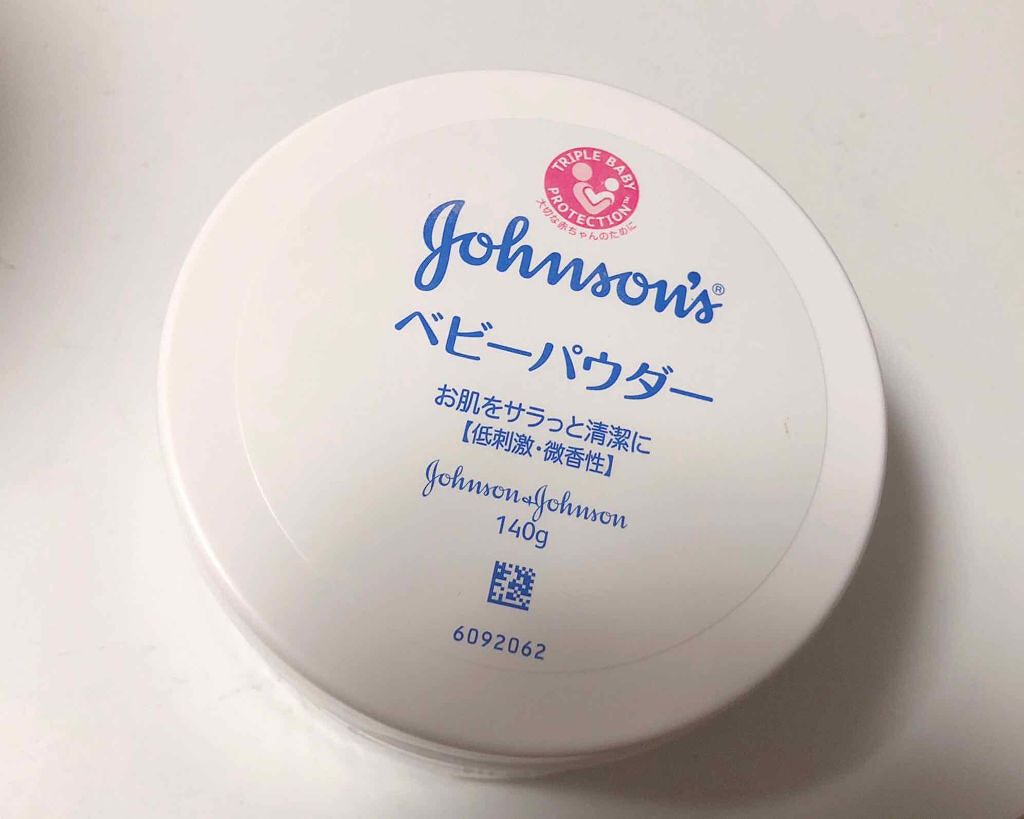 TRIPLE BABY
PROTECTION™
大切な赤ちゃんのために
Johnson's®
ベビーパウダー
お肌をサラっと清潔に
【低刺激・微香性】
Johnson & Johnson
140g
6092062